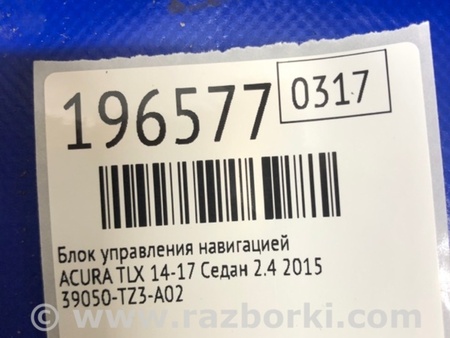 196577
0317
Блок управления навигацией
ACURA TLX 14-17 Седан 2.4 2015
39050-TZ3-A02
www.razborki.com